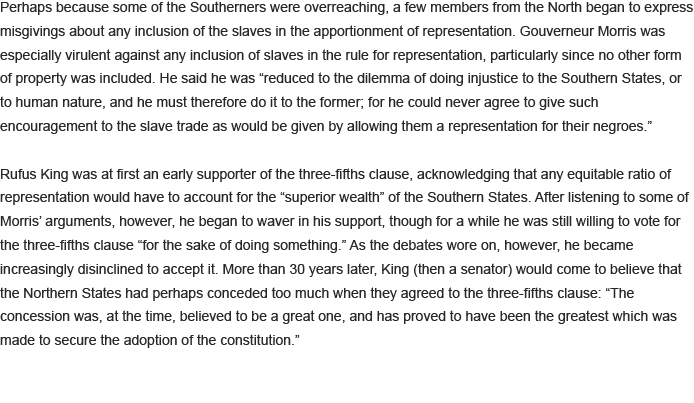 Perhaps because some of the Southerners were overreaching, a few members from the North began to express
misgivings about any inclusion of the slaves in the apportionment of representation. Gouverneur Morris was
especially virulent against any inclusion of slaves in the rule for representation, particularly since no other form
of property was included. He said he was “reduced to the dilemma of doing injustice to the Southern States, or
to human nature, and he must therefore do it to the former; for he could never agree to give such
encouragement to the slave trade as would be given by allowing them a representation for their negroes.”
Rufus King was at first an early supporter of the three-fifths clause, acknowledging that any equitable ratio of
representation would have to account for the “superior wealth” of the Southern States. After listening to some of
Morris’ arguments, however, he began to waver in his support, though for a while he was still willing to vote for
the three-fifths clause “for the sake of doing something.” As the debates wore on, however, he became
increasingly disinclined to accept it. More than 30 years later, King (then a senator) would come to believe that
the Northern States had perhaps conceded too much when they agreed to the three-fifths clause: “The
concession was, at the time, believed to be a great one, and has proved to have been the greatest which was
made to secure the adoption of the constitution.”